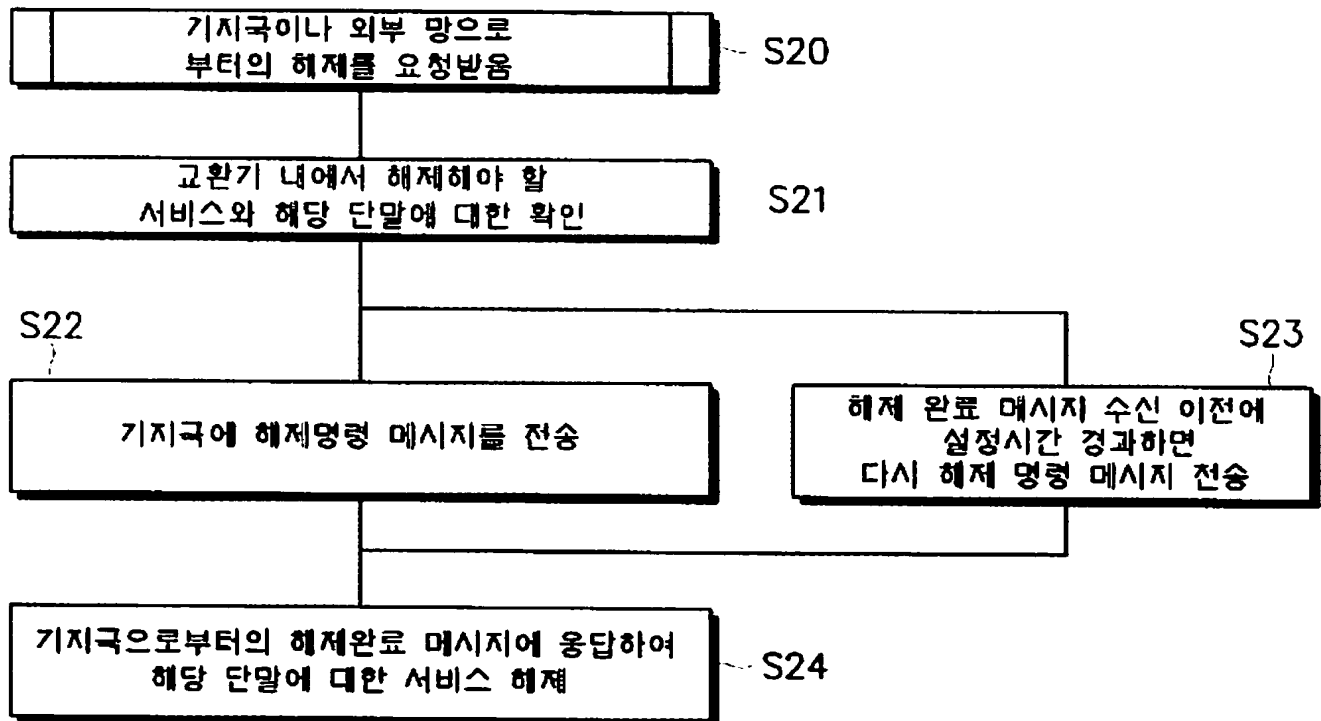 기지국이나 외부 망으로
부터의 해제를 요청받음
S20
교환기 내에서 해제해야 할
서비스와 해당 단말에 대한 확인
S21
S22
기지국에 해제명령 메시지를 전송
S23
해제 완료 메시지 수신 이전에
설정시간 경과하면
다시 해제 명령 메시지 전송
기지국으로부터의 해제완료 메시지에 응답하여
해당 단말에 대한 서비스 해제
S24